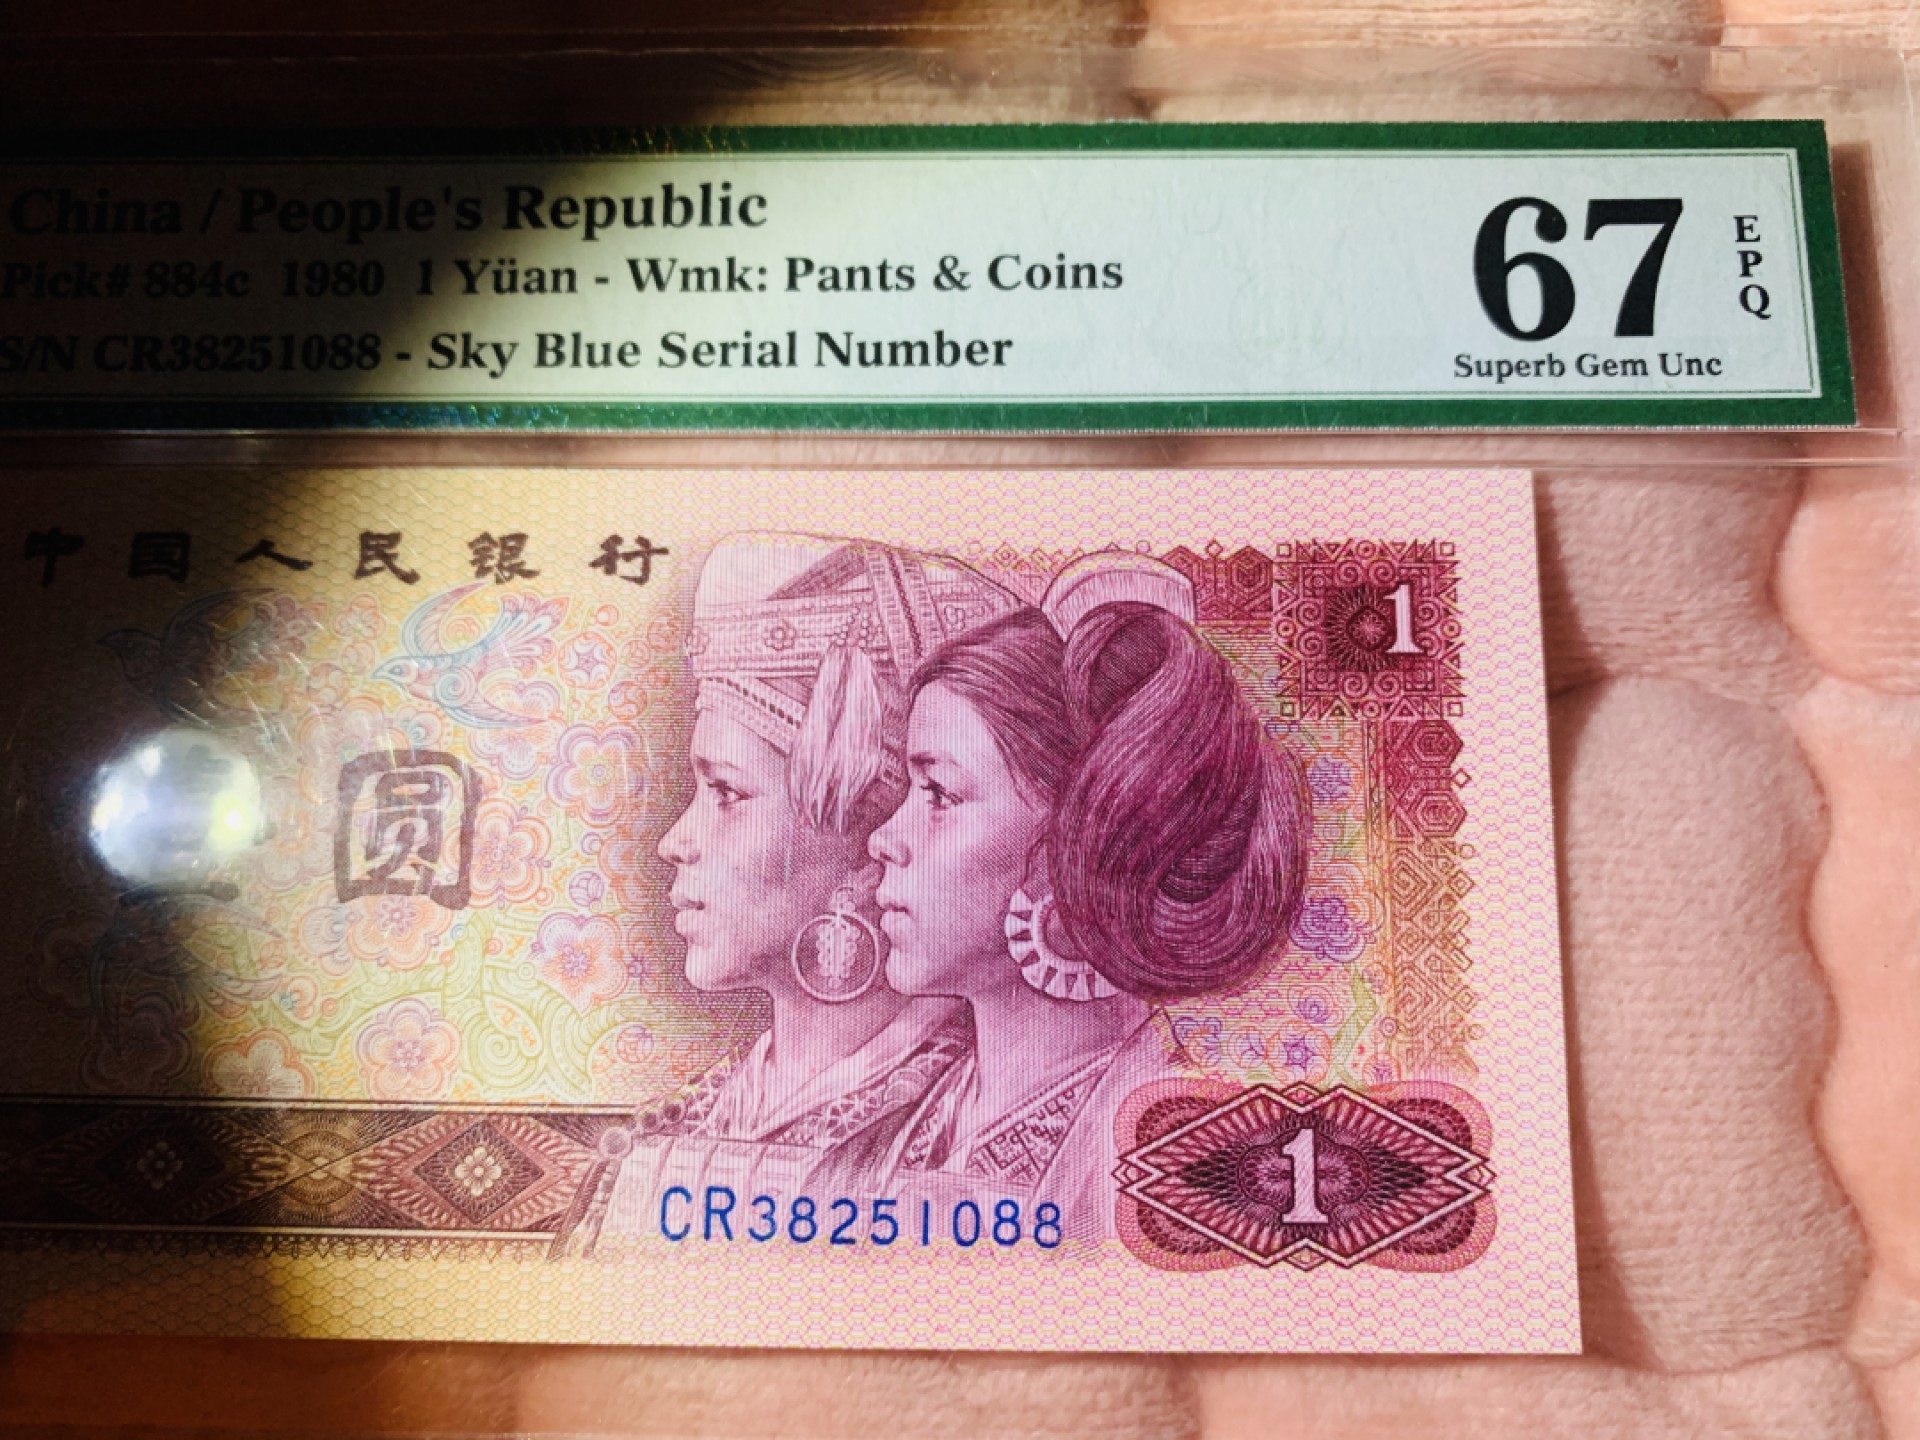 China / People's Republic
Pick# 884c 1980 1 Yüan - Wmk: Pants & Coins
S/N CR38251088 - Sky Blue Serial Number
67
EPQ
Superb Gem Unc
中国人民银行
1
圆
CR38251088
1